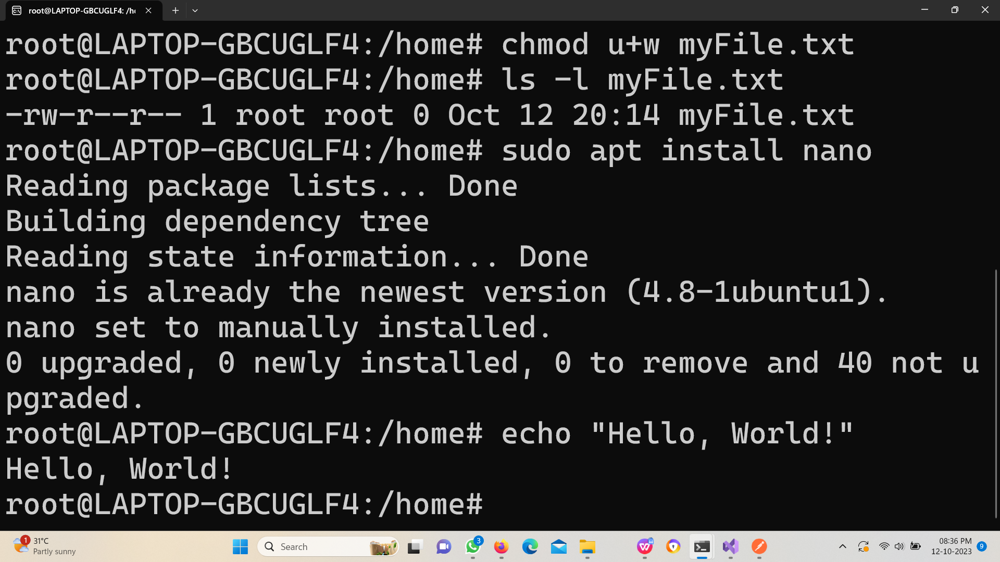 root@LAPTOP-GBCUGLF4: /h
root@LAPTOP-GBCUGLF4:/home# chmod u+w myFile.txt
root@LAPTOP-GBCUGLF4:/home# ls -l myFile.txt
-rw-r--r-- 1 root root 0 Oct 12 20:14 myFile.txt
root@LAPTOP-GBCUGLF4:/home# sudo apt install nano
Reading package lists... Done
Building dependency tree
Reading state information... Done
nano is already the newest version (4.8-1ubuntu1).
nano set to manually installed.
0 upgraded, 0 newly installed, 0 to remove and 40 not u
pgraded.
root@LAPTOP-GBCUGLF4:/home# echo "Hello, World!"
Hello, World!
root@LAPTOP-GBCUGLF4:/home#
1
31°C
Partly sunny
Search
3
08:36 PM
12-10-2023
9